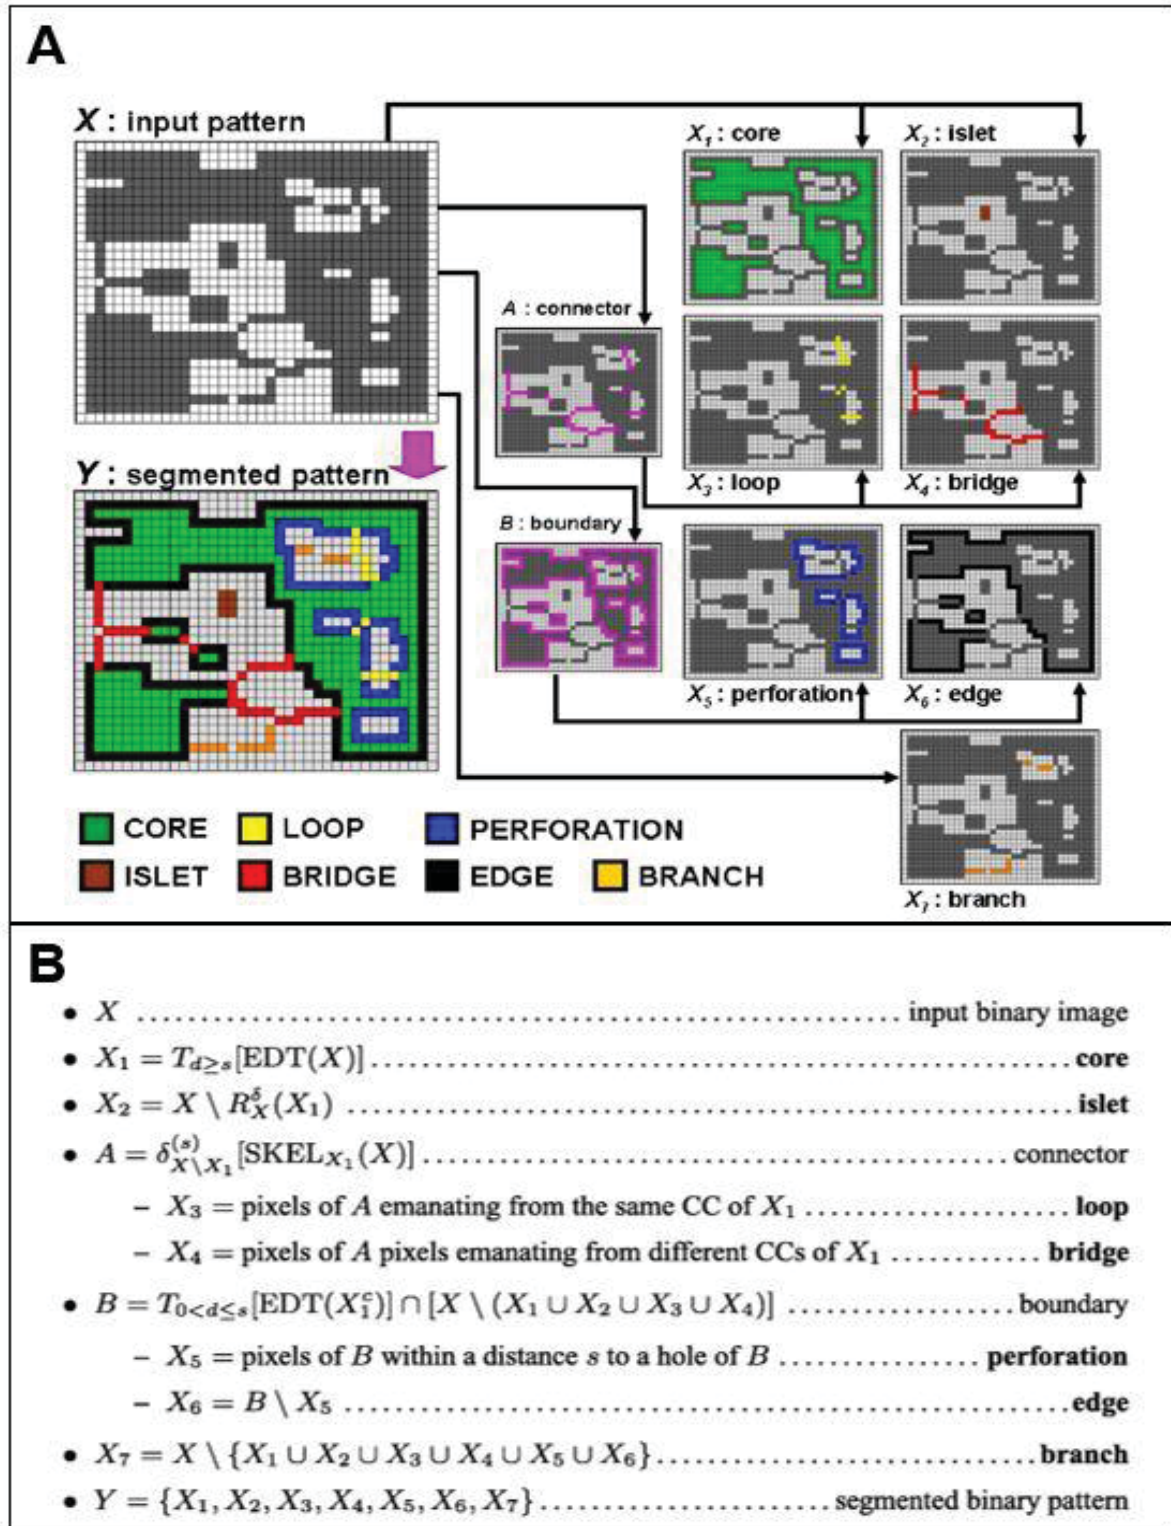 A
X : input pattern
X₁ : core
X₂ : islet
A : connector
X₃ : loop
X₄ : bridge
Y : segmented pattern
B : boundary
X₅ : perforation
X₆ : edge
CORE LOOP PERFORATION
ISLET BRIDGE EDGE BRANCH
X₇ : branch
B
• X ........ input binary image
• X₁ = T_{d≥s}[EDT(X)] ........ core
• X₂ = X \ R_X^δ(X₁) ........ islet
• A = δ_{X\X₁}^{(s)}[SKEL_{X₁}(X)] ........ connector
– X₃ = pixels of A emanating from the same CC of X₁ ........ loop
– X₄ = pixels of A pixels emanating from different CCs of X₁ ........ bridge
• B = T_{0<d≤s}[EDT(X₁ᶜ)] ∩ [X \ (X₁ ∪ X₂ ∪ X₃ ∪ X₄)] ........ boundary
– X₅ = pixels of B within a distance s to a hole of B ........ perforation
– X₆ = B \ X₅ ........ edge
• X₇ = X \ {X₁ ∪ X₂ ∪ X₃ ∪ X₄ ∪ X₅ ∪ X₆} ........ branch
• Y = {X₁, X₂, X₃, X₄, X₅, X₆, X₇} ........ segmented binary pattern